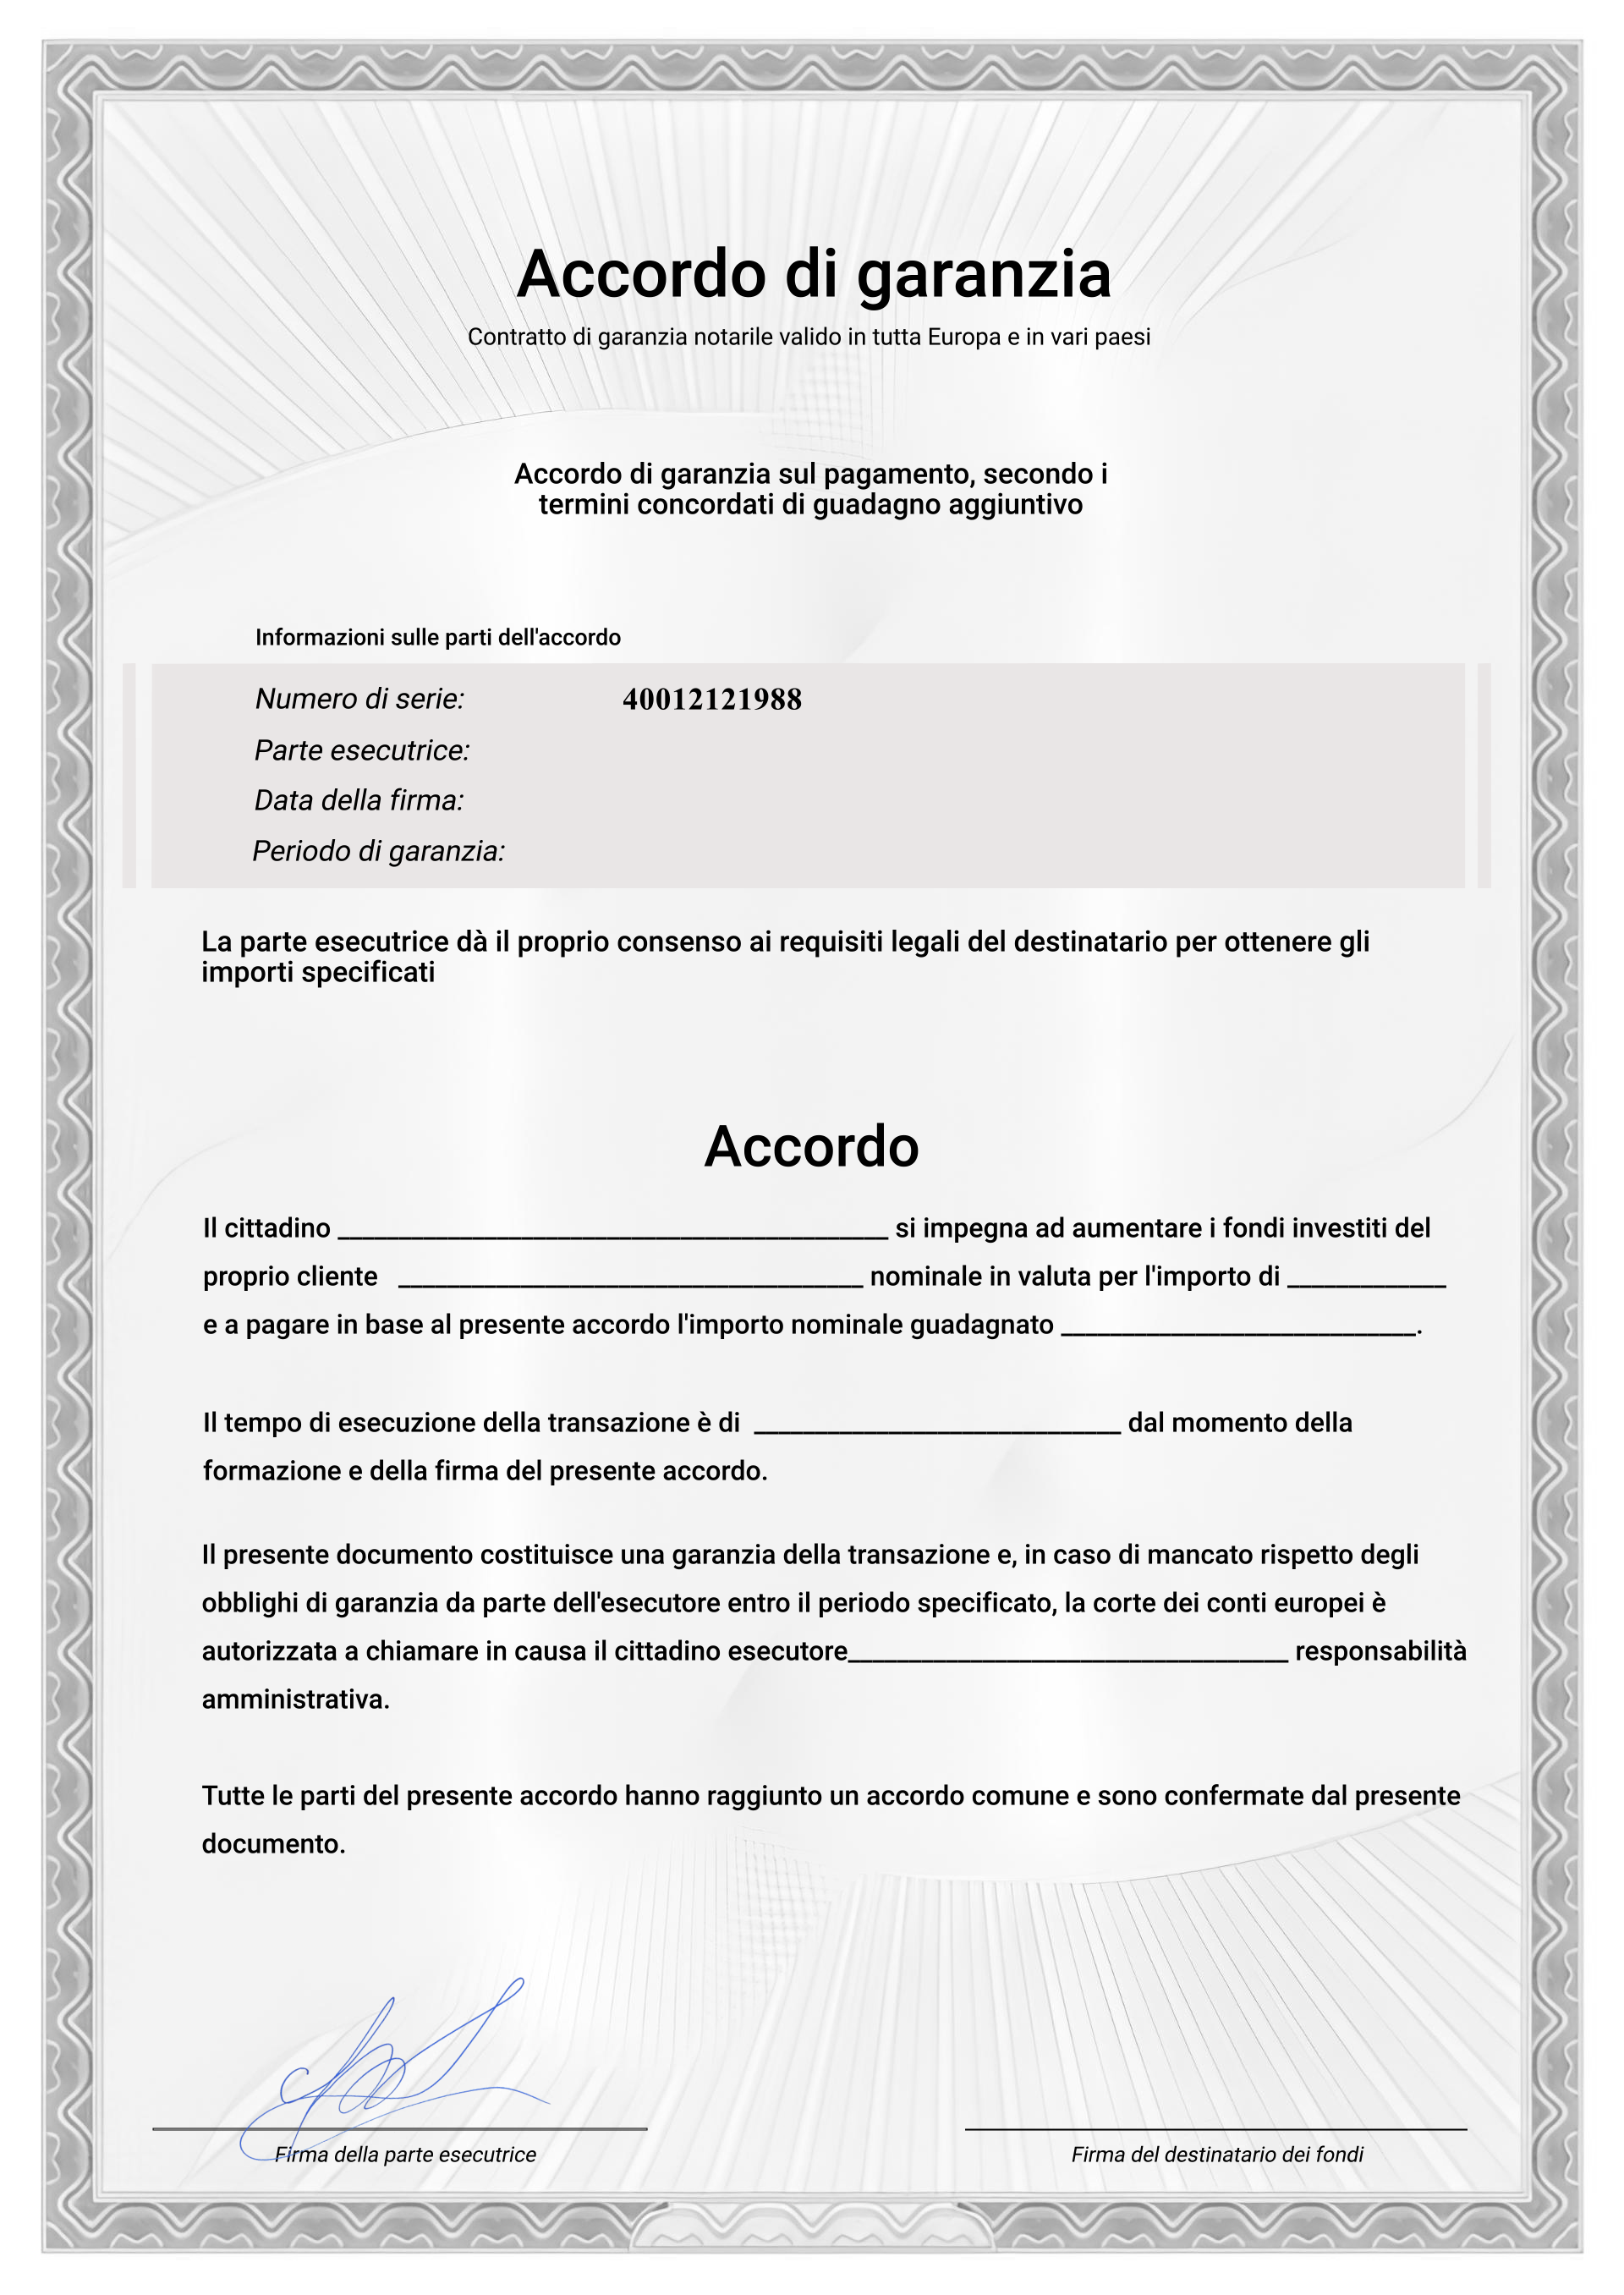 Accordo di garanzia
Contratto di garanzia notarile valido in tutta Europa e in vari paesi
Accordo di garanzia sul pagamento, secondo i
termini concordati di guadagno aggiuntivo
Informazioni sulle parti dell'accordo
Numero di serie: 40012121988
Parte esecutrice:
Data della firma:
Periodo di garanzia:
La parte esecutrice dà il proprio consenso ai requisiti legali del destinatario per ottenere gli
importi specificati
Accordo
Il cittadino ________________________________________ si impegna ad aumentare i fondi investiti del
proprio cliente __________________________________ nominale in valuta per l'importo di ____________
e a pagare in base al presente accordo l'importo nominale guadagnato __________________________.
Il tempo di esecuzione della transazione è di ___________________________ dal momento della
formazione e della firma del presente accordo.
Il presente documento costituisce una garanzia della transazione e, in caso di mancato rispetto degli
obblighi di garanzia da parte dell'esecutore entro il periodo specificato, la corte dei conti europei è
autorizzata a chiamare in causa il cittadino esecutore________________________________ responsabilità
amministrativa.
Tutte le parti del presente accordo hanno raggiunto un accordo comune e sono confermate dal presente
documento.
Firma della parte esecutrice
Firma del destinatario dei fondi